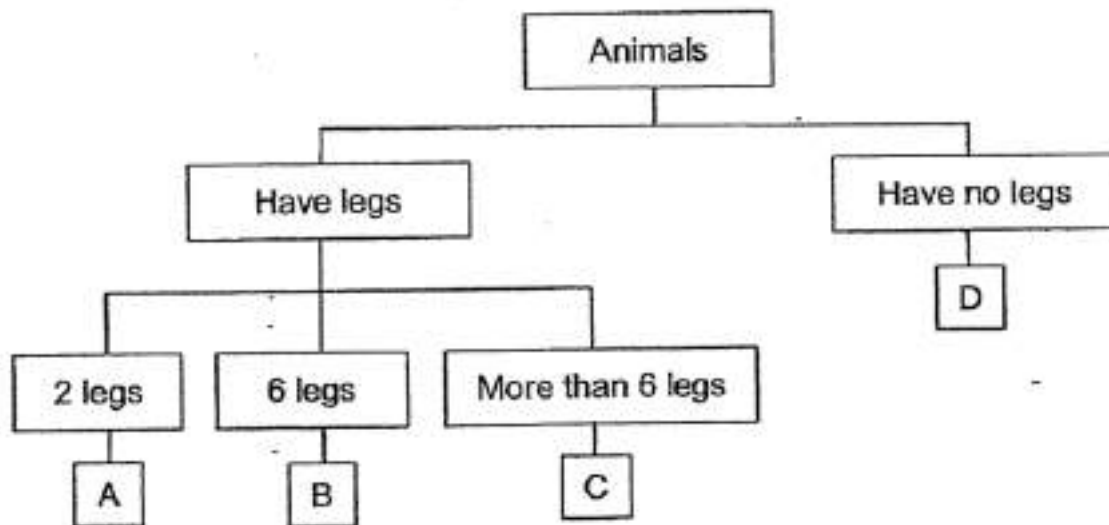 Animals
Have legs
Have no legs
D
2 legs
6 legs
More than 6 legs
A
B
C